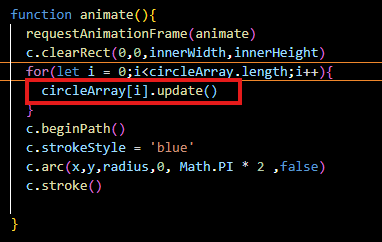 function animate(){
requestAnimationFrame(animate)
c.clearRect(0,0,innerWidth,innerHeight)
for(let i = 0;i<circleArray.length;i++){
circleArray[i].update()
}
c.beginPath()
c.strokeStyle = 'blue'
c.arc(x,y,radius,0, Math.PI * 2 ,false)
c.stroke()
}